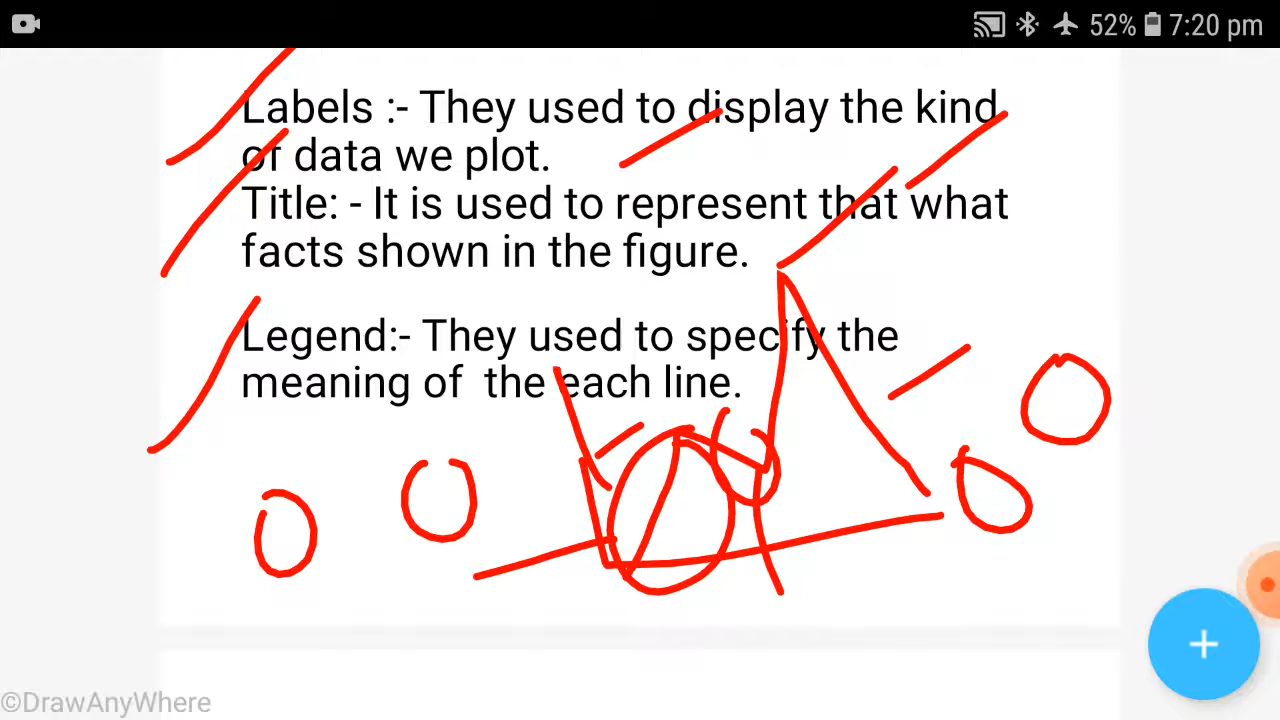 52% 7:20 pm
Labels :- They used to display the kind
of data we plot.
Title: - It is used to represent that what
facts shown in the figure.
Legend:- They used to specify the
meaning of  the each line.
©DrawAnyWhere